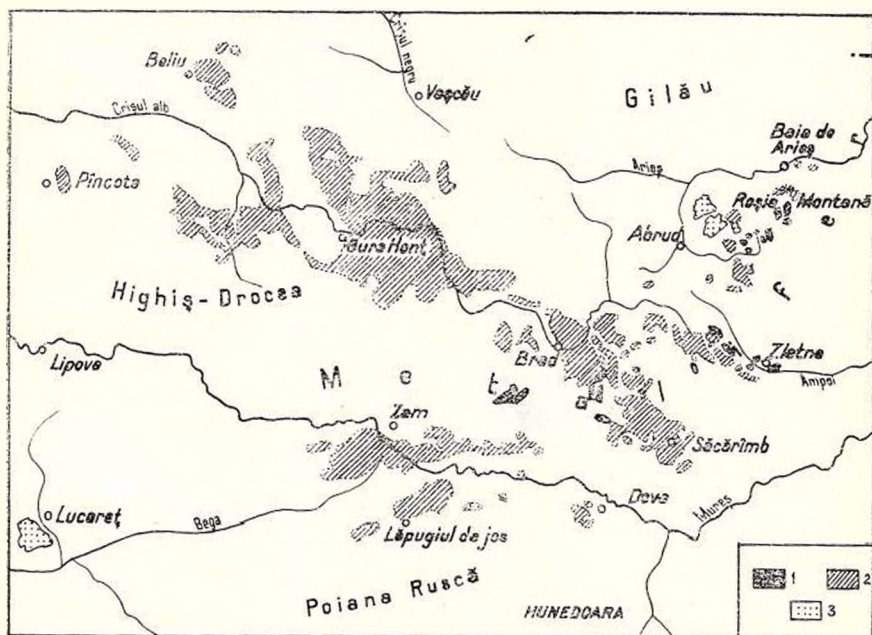 Beliu
Crișul negru
Vașcău
Gilău
Crișul alb
Baia de Arieș
Arieș
Pîncota
Roșia Montană
Abrud
Gura Honț
Highiș-Drocea
Brad
Zlatna
Ampoi
Lipova
M
t
Zam
Săcărîmb
Deva
Mureș
Lucareț
Bega
Lăpugiul de jos
Poiana Ruscă
HUNEDOARA
1
2
3